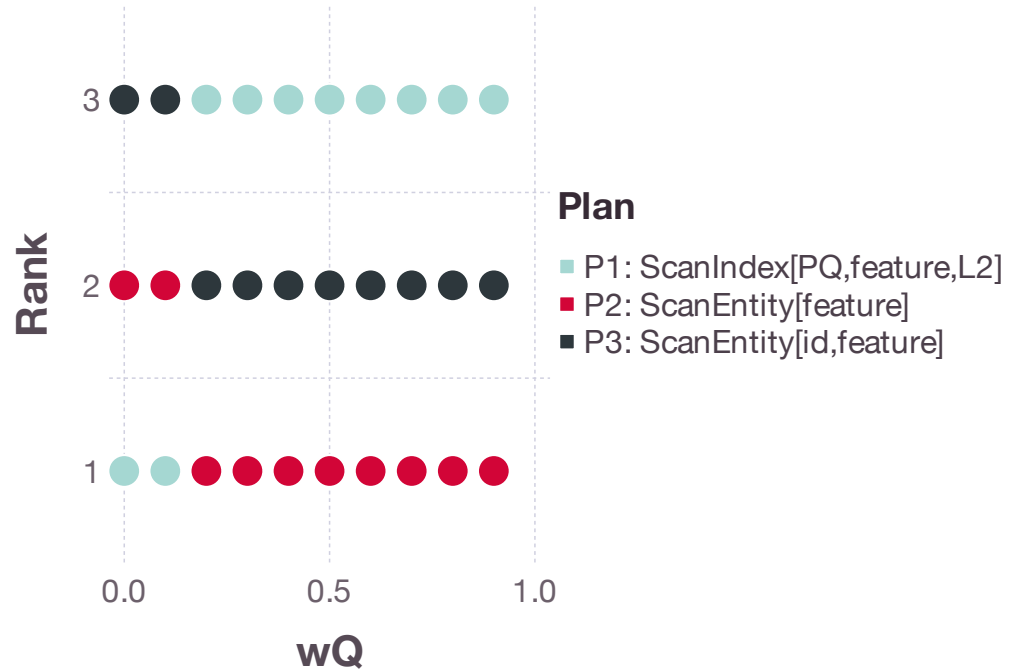 3
2
1
Rank
0.0 0.5 1.0
wQ
Plan
P1: ScanIndex[PQ,feature,L2]
P2: ScanEntity[feature]
P3: ScanEntity[id,feature]